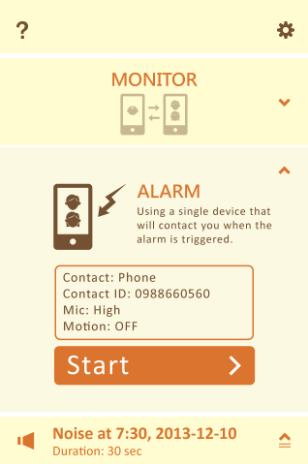 ?
MONITOR
ALARM
Using a single device that
will contact you when the
alarm is triggered.
Contact: Phone
Contact ID: 0988660560
Mic: High
Motion: OFF
Start
Noise at 7:30, 2013-12-10
Duration: 30 sec